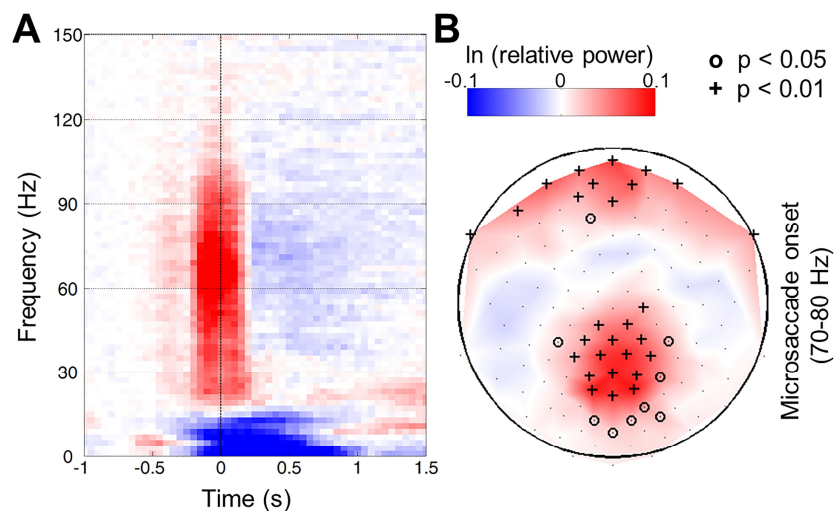 A
150
120
90
60
30
0
Frequency (Hz)
-1
-0.5
0
0.5
1
1.5
Time (s)
B
ln (relative power)
-0.1
0
0.1
o p < 0.05
+ p < 0.01
Microsaccade onset
(70-80 Hz)